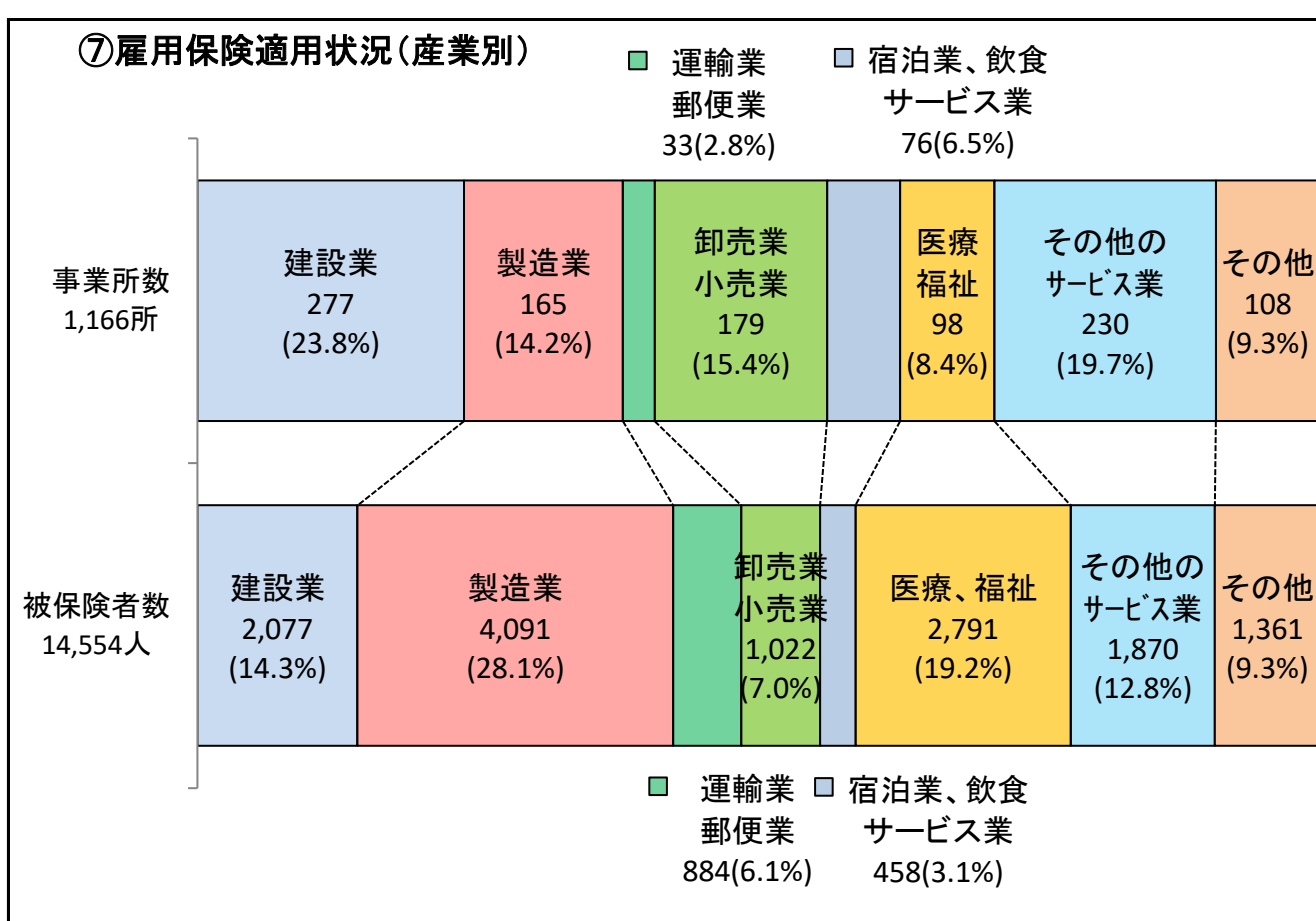 ⑦雇用保険適用状況(産業別)
運輸業
郵便業
33(2.8%)
宿泊業、飲食
サービス業
76(6.5%)
事業所数
1,166所
建設業
277
(23.8%)
製造業
165
(14.2%)
卸売業
小売業
179
(15.4%)
医療
福祉
98
(8.4%)
その他の
サービス業
230
(19.7%)
その他
108
(9.3%)
被保険者数
14,554人
建設業
2,077
(14.3%)
製造業
4,091
(28.1%)
卸売業
小売業
1,022
(7.0%)
医療、福祉
2,791
(19.2%)
その他の
サービス業
1,870
(12.8%)
その他
1,361
(9.3%)
運輸業
郵便業
884(6.1%)
宿泊業、飲食
サービス業
458(3.1%)